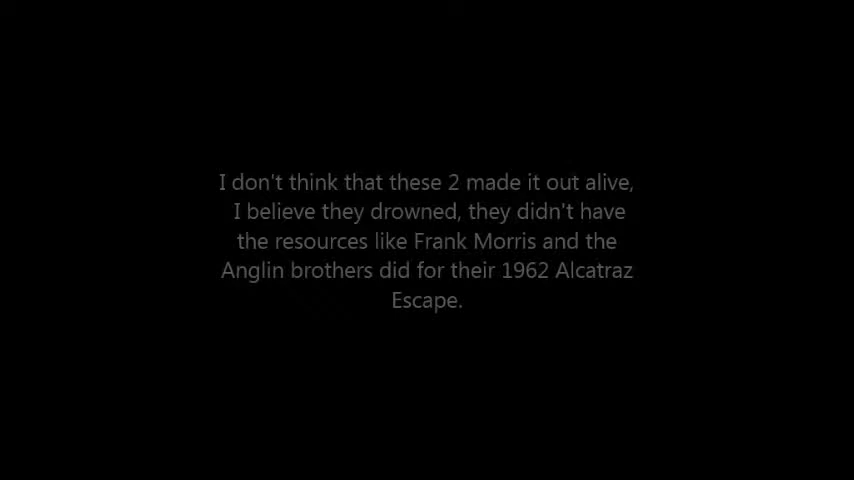 I don't think that these 2 made it out alive,
I believe they drowned, they didn't have
the resources like Frank Morris and the
Anglin brothers did for their 1962 Alcatraz
Escape.